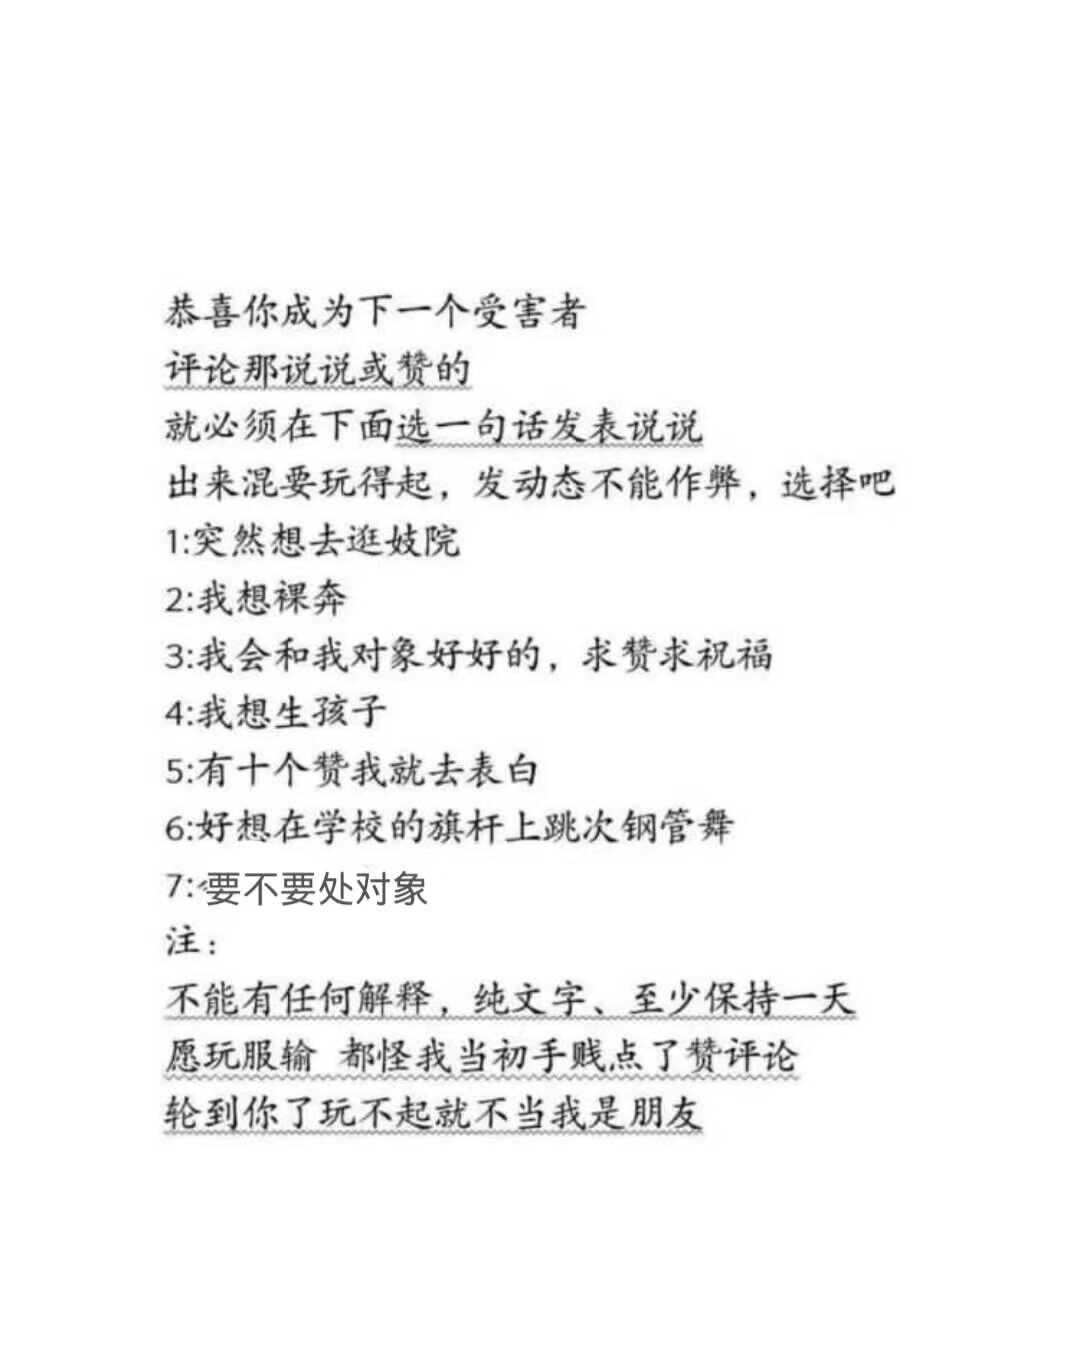 恭喜你成为下一个受害者
评论那说说或赞的
就必须在下面选一句话发表说说
出来混要玩得起，发动态不能作弊，选择吧
1:突然想去逛妓院
2:我想裸奔
3:我会和我对象好好的，求赞求祝福
4:我想生孩子
5:有十个赞我就去表白
6:好想在学校的旗杆上跳次钢管舞
7:要不要处对象
注：
不能有任何解释，纯文字、至少保持一天
愿玩服输 都怪我当初手贱点了赞评论
轮到你了玩不起就不当我是朋友